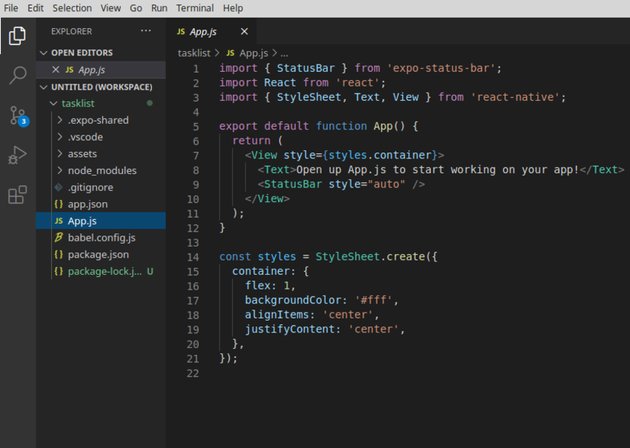 File Edit Selection View Go Run Terminal Help
EXPLORER ...
JS App.js
OPEN EDITORS
JS App.js
UNTITLED (WORKSPACE)
tasklist
.expo-shared
.vscode
assets
node_modules
.gitignore
{} app.json
JS App.js
babel.config.js
{} package.json
{} package-lock.j... U
3
tasklist > JS App.js > ...
1 import { StatusBar } from 'expo-status-bar';
2 import React from 'react';
3 import { StyleSheet, Text, View } from 'react-native';
4
5 export default function App() {
6 return (
7 <View style={styles.container}>
8 <Text>Open up App.js to start working on your app!</Text>
9 <StatusBar style="auto" />
10 </View>
11 );
12 }
13
14 const styles = StyleSheet.create({
15 container: {
16 flex: 1,
17 backgroundColor: '#fff',
18 alignItems: 'center',
19 justifyContent: 'center',
20 },
21 });
22